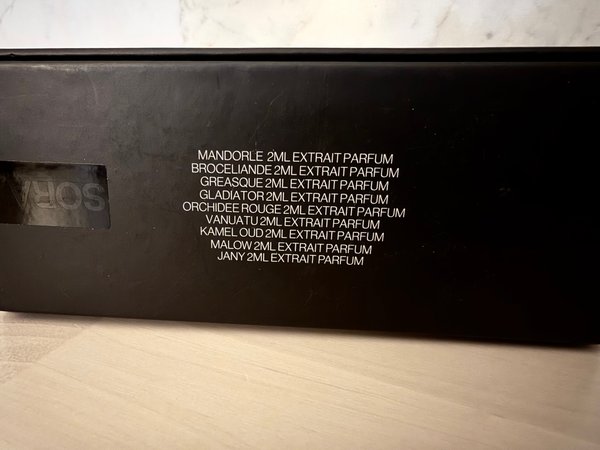 MANDORLE 2ML EXTRAIT PARFUM
BROCELIANDE 2ML EXTRAIT PARFUM
GREASQUE 2ML EXTRAIT PARFUM
GLADIATOR 2ML EXTRAIT PARFUM
ORCHIDEE ROUGE 2ML EXTRAIT PARFUM
VANUATU 2ML EXTRAIT PARFUM
KAMEL OUD 2ML EXTRAIT PARFUM
MALOW 2ML EXTRAIT PARFUM
JANY 2ML EXTRAIT PARFUM
SORA